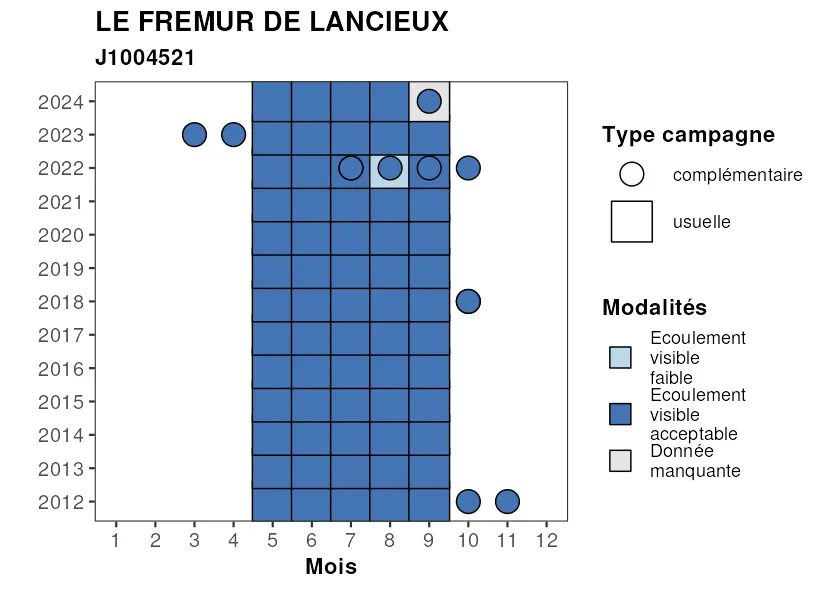 LE FREMUR DE LANCIEUX
J1004521
2024
2023
2022
2021
2020
2019
2018
2017
2016
2015
2014
2013
2012
1 2 3 4 5 6 7 8 9 10 11 12
Mois
Type campagne
complémentaire
usuelle
Modalités
Ecoulement
visible
faible
Ecoulement
visible
acceptable
Donnée
manquante